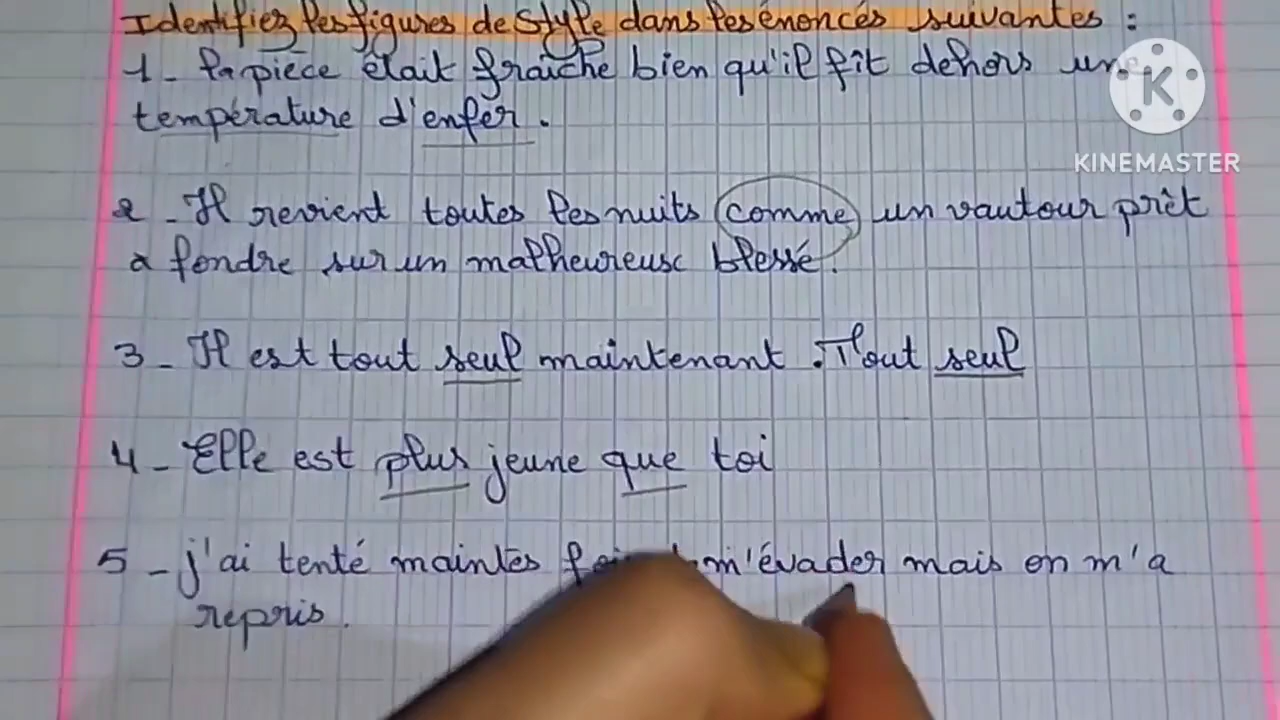 Identifiez les figures de style dans les énoncés suivantes :
1 - la pièce était fraîche bien qu'il fît dehors une
température d'enfer.
K
KINEMASTER
2 - Il revient toutes les nuits comme un vautour prêt
a fondre sur un malheureuse blessé.
3 - Il est tout seul maintenant. Tout seul
4 - Elle est plus jeune que toi
5 - j'ai tenté maintes m'évader mais on m'a
repris.